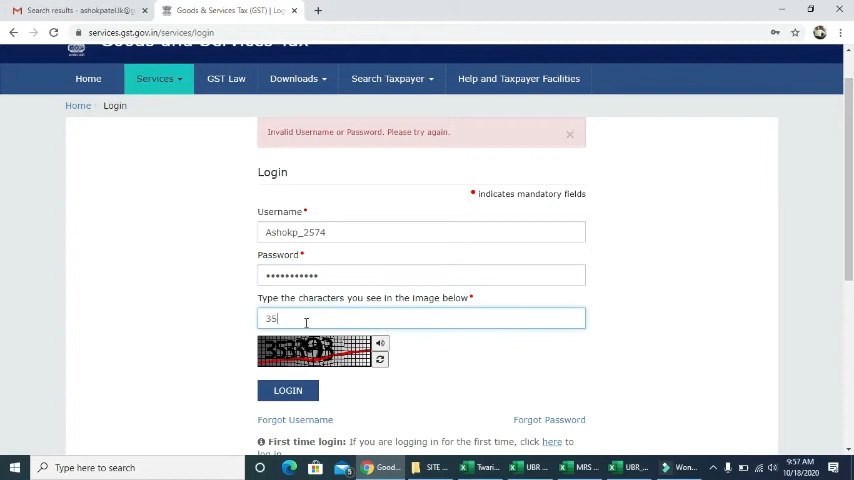 Search results - ashokpatel.lk@g
Goods & Services Tax (GST) | Log
services.gst.gov.in/services/login
Goods and Services Tax
Home
Services
GST Law
Downloads
Search Taxpayer
Help and Taxpayer Facilities
Home
Login
Invalid Username or Password. Please try again.
Login
• indicates mandatory fields
Username•
Ashokp_2574
Password•
•••••••••••
Type the characters you see in the image below•
35
LOGIN
Forgot Username
Forgot Password
First time login: If you are logging in for the first time, click here to
log in.
Type here to search
5
Good...
SITE ...
Twari...
UBR ...
MRS ...
UBR_...
Won...
9:57 AM
10/18/2020